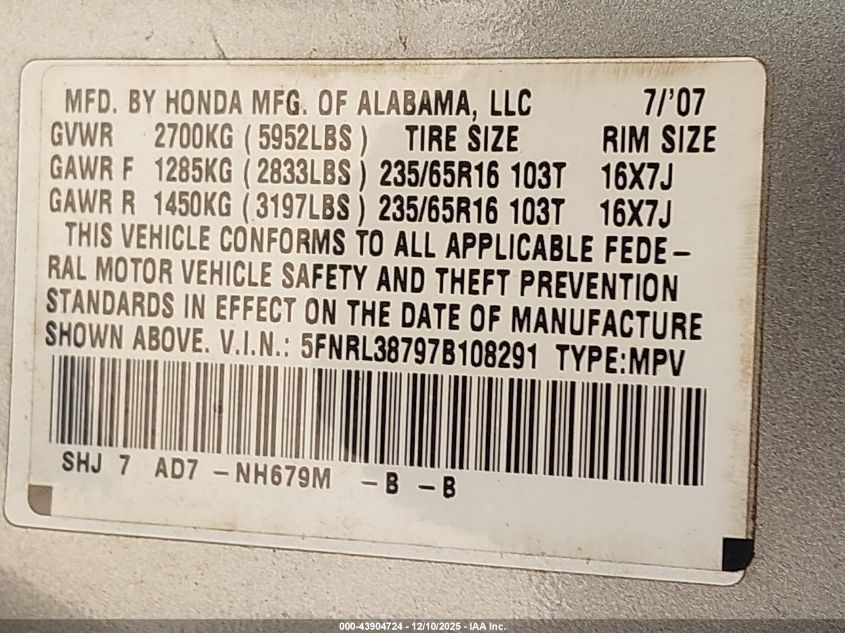 MFD. BY HONDA MFG. OF ALABAMA, LLC 7/'07
GVWR 2700KG (5952LBS) TIRE SIZE RIM SIZE
GAWR F 1285KG (2833LBS) 235/65R16 103T 16X7J
GAWR R 1450KG (3197LBS) 235/65R16 103T 16X7J
THIS VEHICLE CONFORMS TO ALL APPLICABLE FEDE-
RAL MOTOR VEHICLE SAFETY AND THEFT PREVENTION
STANDARDS IN EFFECT ON THE DATE OF MANUFACTURE
SHOWN ABOVE. V.I.N.: 5FNRL38797B108291 TYPE:MPV
SHJ 7 AD7 -NH679M -B -B
000-43904724 - 12/10/2025 - IAA Inc.